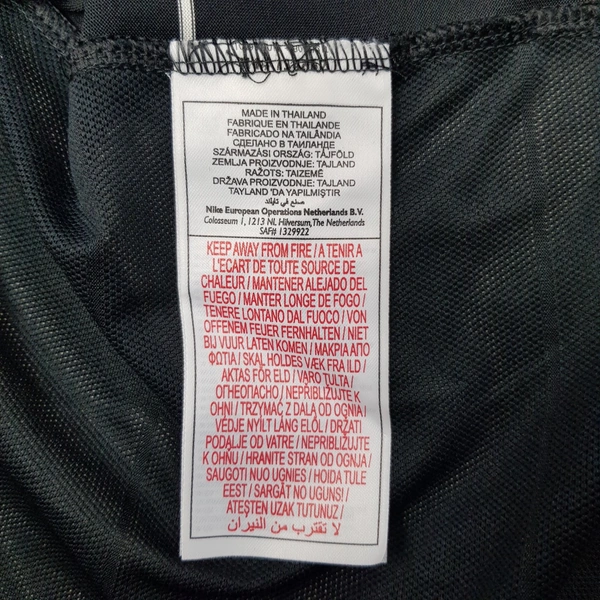 MADE IN THAILAND
FABRIQUE EN THAILANDE
FABRICADO NA TAILÂNDIA
СДЕЛАНО В ТАИЛАНДЕ
SZÁRMAZÁSI ORSZÁG: TÁJFÖLD
ZEMLJA PROIZVODNJE: TAJLAND
RAŽOTS: TAIZEMĒ
DRŽAVA PROIZVODNJE: TAJLAND
TAYLAND 'DA YAPILMIŞTIR
صنع في تايلند
Nike European Operations Netherlands B.V.
Colosseum 1, 1213 NL Hilversum, The Netherlands
SAF# 1329922
KEEP AWAY FROM FIRE / A TENIR A
L'ECART DE TOUTE SOURCE DE
CHALEUR / MANTENER ALEJADO DEL
FUEGO / MANTER LONGE DE FOGO /
TENERE LONTANO DAL FUOCO / VON
OFFENEM FEUER FERNHALTEN / NIET
BIJ VUUR LATEN KOMEN / ΜΑΚΡΙΑ ΑΠΟ
ΦΩΤΙΑ / SKAL HOLDES VÆK FRA ILD /
AKTAS FÖR ELD / VARO TULTA /
ОГНЕОПАСНО / NEPŘIBLIŽUJTE K
OHNI / TRZYMAĆ Z DALA OD OGNIA /
VÉDJE NYÍLT LÁNG ELŐL / DRŽATI
PODALJE OD VATRE / NEPRIBLIŽUJTE
K OHŇU / HRANITE STRAN OD OGNJA /
SAUGOTI NUO UGNIES / HOIDA TULE
EEST / SARGĀT NO UGUNS! /
ATEŞTEN UZAK TUTUNUZ /
لا تقترب من النيران